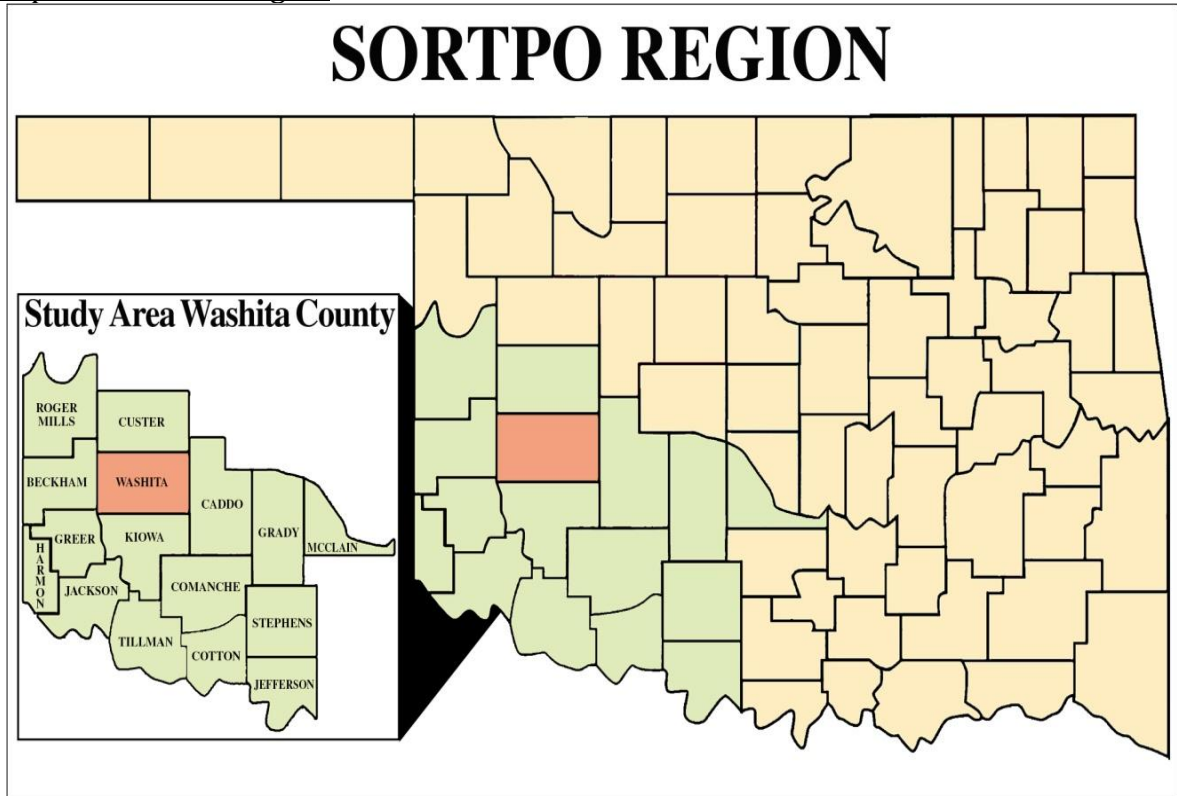 SORTPO REGION
Study Area Washita County
ROGER
MILLS
CUSTER
BECKHAM
WASHITA
CADDO
GREER
KIOWA
GRADY
MCCLAIN
HARMON
JACKSON
COMANCHE
STEPHENS
TILLMAN
COTTON
JEFFERSON